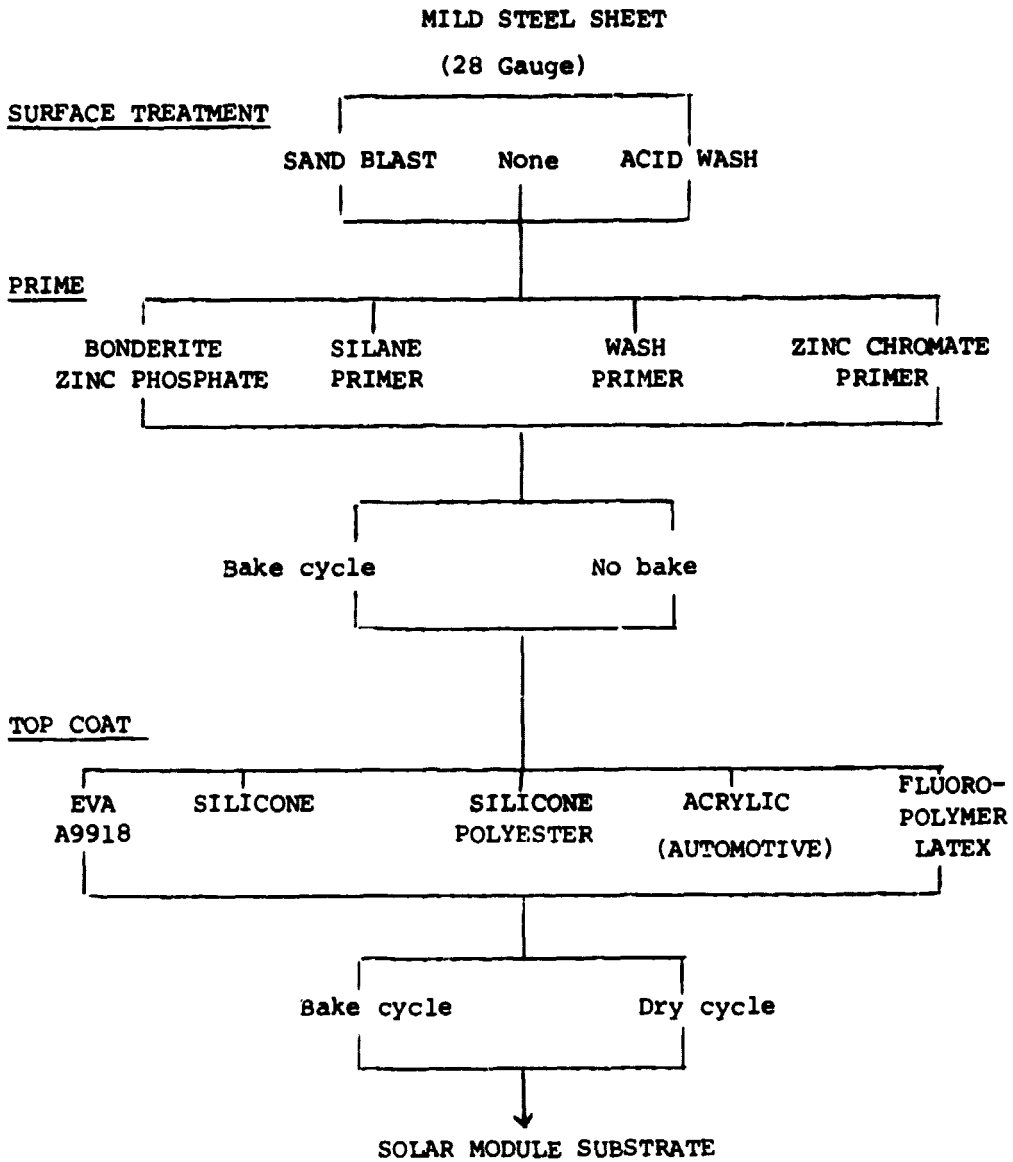 MILD STEEL SHEET
(28 Gauge)
SURFACE TREATMENT
SAND BLAST None ACID WASH
PRIME
BONDERITE SILANE WASH ZINC CHROMATE
ZINC PHOSPHATE PRIMER PRIMER PRIMER
Bake cycle No bake
TOP COAT
EVA SILICONE SILICONE ACRYLIC FLUORO-
A9918 POLYESTER (AUTOMOTIVE) POLYMER
LATEX
Bake cycle Dry cycle
SOLAR MODULE SUBSTRATE